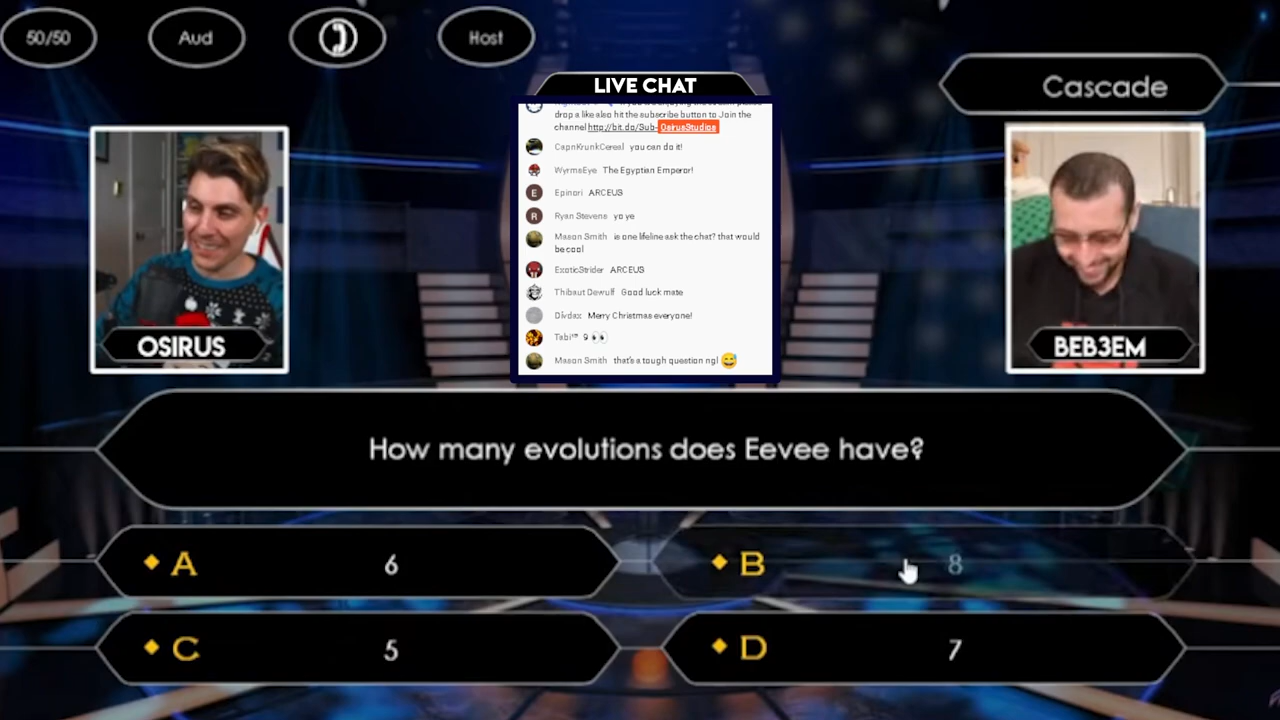 50/50
Aud
Host
Cascade
LIVE CHAT
drop a like also hit the subscribe button to Join the
channel http://bit.do/Sub-OsirusStudios
CapnKrunkCereal you can do it!
WyrmsEye The Egyptian Emperor!
E Epinori ARCEUS
R Ryan Stevens ya ye
Mason Smith is one lifeline ask the chat? that would
be cool
ExoticStrider ARCEUS
Thibaut Dewulf Good luck mate
Divdax Merry Christmas everyone!
Tabi™ 9 👀
Mason Smith that's a tough question ngl 😅
OSIRUS
BEB3EM
How many evolutions does Eevee have?
A 6
B 8
C 5
D 7